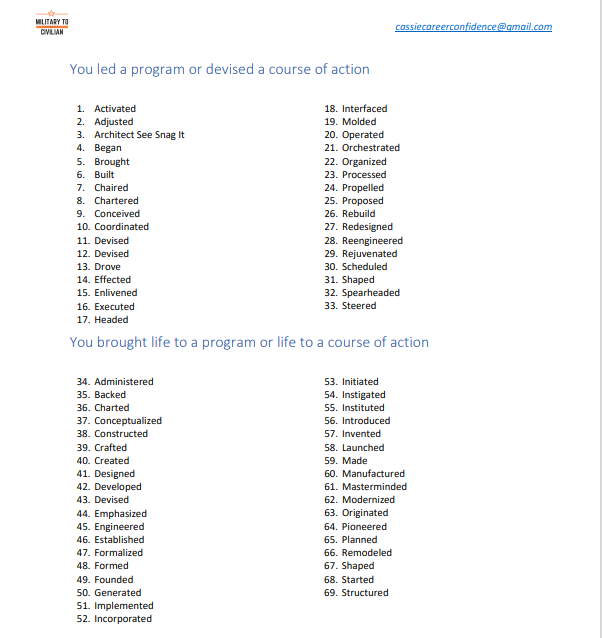 MILITARY TO
CIVILIAN
cassiecareerconfidence@gmail.com
You led a program or devised a course of action
1. Activated
2. Adjusted
3. Architect See Snag It
4. Began
5. Brought
6. Built
7. Chaired
8. Chartered
9. Conceived
10. Coordinated
11. Devised
12. Devised
13. Drove
14. Effected
15. Enlivened
16. Executed
17. Headed
18. Interfaced
19. Molded
20. Operated
21. Orchestrated
22. Organized
23. Processed
24. Propelled
25. Proposed
26. Rebuild
27. Redesigned
28. Reengineered
29. Rejuvenated
30. Scheduled
31. Shaped
32. Spearheaded
33. Steered
You brought life to a program or life to a course of action
34. Administered
35. Backed
36. Charted
37. Conceptualized
38. Constructed
39. Crafted
40. Created
41. Designed
42. Developed
43. Devised
44. Emphasized
45. Engineered
46. Established
47. Formalized
48. Formed
49. Founded
50. Generated
51. Implemented
52. Incorporated
53. Initiated
54. Instigated
55. Instituted
56. Introduced
57. Invented
58. Launched
59. Made
60. Manufactured
61. Masterminded
62. Modernized
63. Originated
64. Pioneered
65. Planned
66. Remodeled
67. Shaped
68. Started
69. Structured